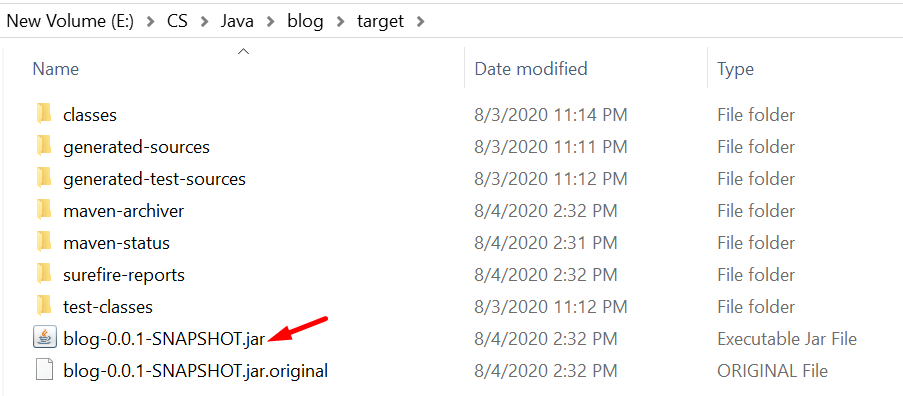 New Volume (E:) > CS > Java > blog > target >
Name Date modified Type
classes 8/3/2020 11:14 PM File folder
generated-sources 8/3/2020 11:11 PM File folder
generated-test-sources 8/3/2020 11:12 PM File folder
maven-archiver 8/4/2020 2:32 PM File folder
maven-status 8/4/2020 2:31 PM File folder
surefire-reports 8/4/2020 2:32 PM File folder
test-classes 8/3/2020 11:12 PM File folder
blog-0.0.1-SNAPSHOT.jar 8/4/2020 2:32 PM Executable Jar File
blog-0.0.1-SNAPSHOT.jar.original 8/4/2020 2:32 PM ORIGINAL File